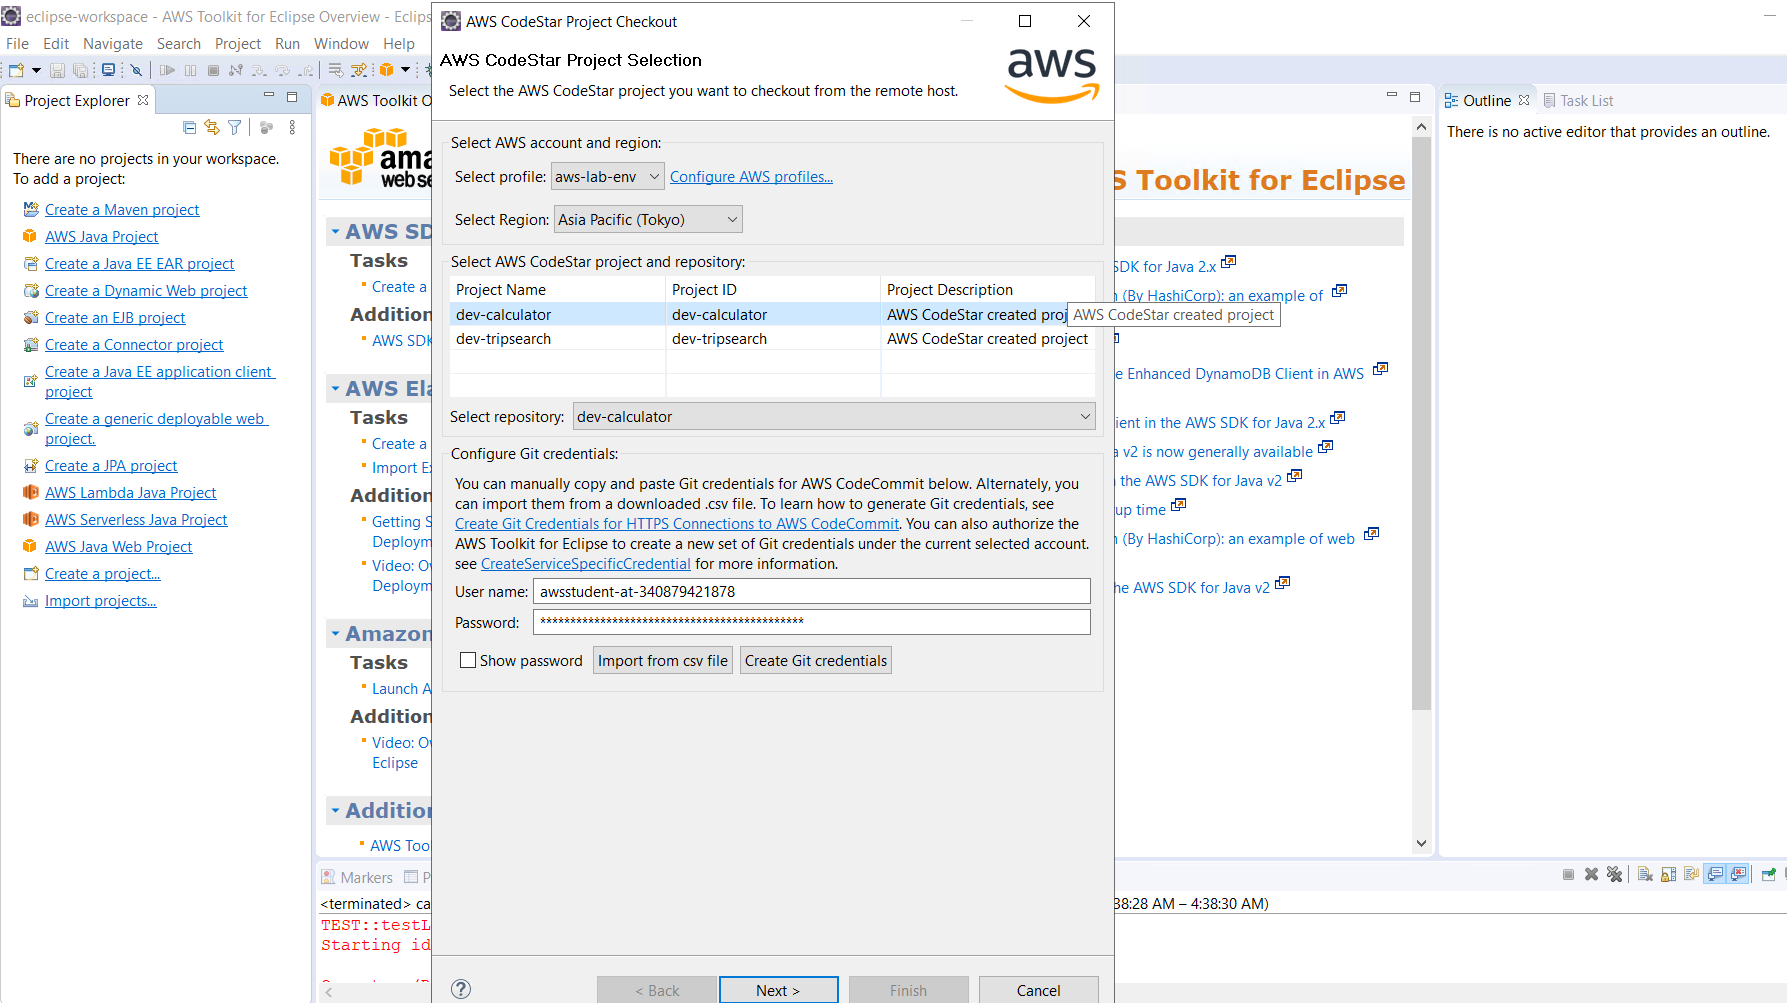 eclipse-workspace - AWS Toolkit for Eclipse Overview - Eclips
File Edit Navigate Search Project Run Window Help
Project Explorer
There are no projects in your workspace.
To add a project:
Create a Maven project
AWS Java Project
Create a Java EE EAR project
Create a Dynamic Web project
Create an EJB project
Create a Connector project
Create a Java EE application client
project
Create a generic deployable web
project.
Create a JPA project
AWS Lambda Java Project
AWS Serverless Java Project
AWS Java Web Project
Create a project...
Import projects...
AWS Toolkit O
ama
web se
AWS SD
Tasks
Create a
Addition
AWS SDK
AWS Ela
Tasks
Create a
Import Ex
Addition
Getting S
Deploym
Video: Ov
Deploym
Amazon
Tasks
Launch A
Addition
Video: Ov
Eclipse
Addition
AWS Too
Markers P
<terminated> ca
TEST::testL
Starting id
AWS CodeStar Project Checkout
AWS CodeStar Project Selection
Select the AWS CodeStar project you want to checkout from the remote host.
aws
Select AWS account and region:
Select profile: aws-lab-env Configure AWS profiles...
Select Region: Asia Pacific (Tokyo)
Select AWS CodeStar project and repository:
Project Name Project ID Project Description
dev-calculator dev-calculator AWS CodeStar created proj
AWS CodeStar created project
dev-tripsearch dev-tripsearch AWS CodeStar created project
Select repository: dev-calculator
Configure Git credentials:
You can manually copy and paste Git credentials for AWS CodeCommit below. Alternately, you
can import them from a downloaded .csv file. To learn how to generate Git credentials, see
Create Git Credentials for HTTPS Connections to AWS CodeCommit. You can also authorize the
AWS Toolkit for Eclipse to create a new set of Git credentials under the current selected account.
see CreateServiceSpecificCredential for more information.
User name: awsstudent-at-340879421878
Password: ********************************************
Show password Import from csv file Create Git credentials
< Back Next > Finish Cancel
S Toolkit for Eclipse
SDK for Java 2.x
n (By HashiCorp): an example of
e Enhanced DynamoDB Client in AWS
ient in the AWS SDK for Java 2.x
a v2 is now generally available
n the AWS SDK for Java v2
up time
n (By HashiCorp): an example of web
he AWS SDK for Java v2
38:28 AM – 4:38:30 AM)
Outline Task List
There is no active editor that provides an outline.